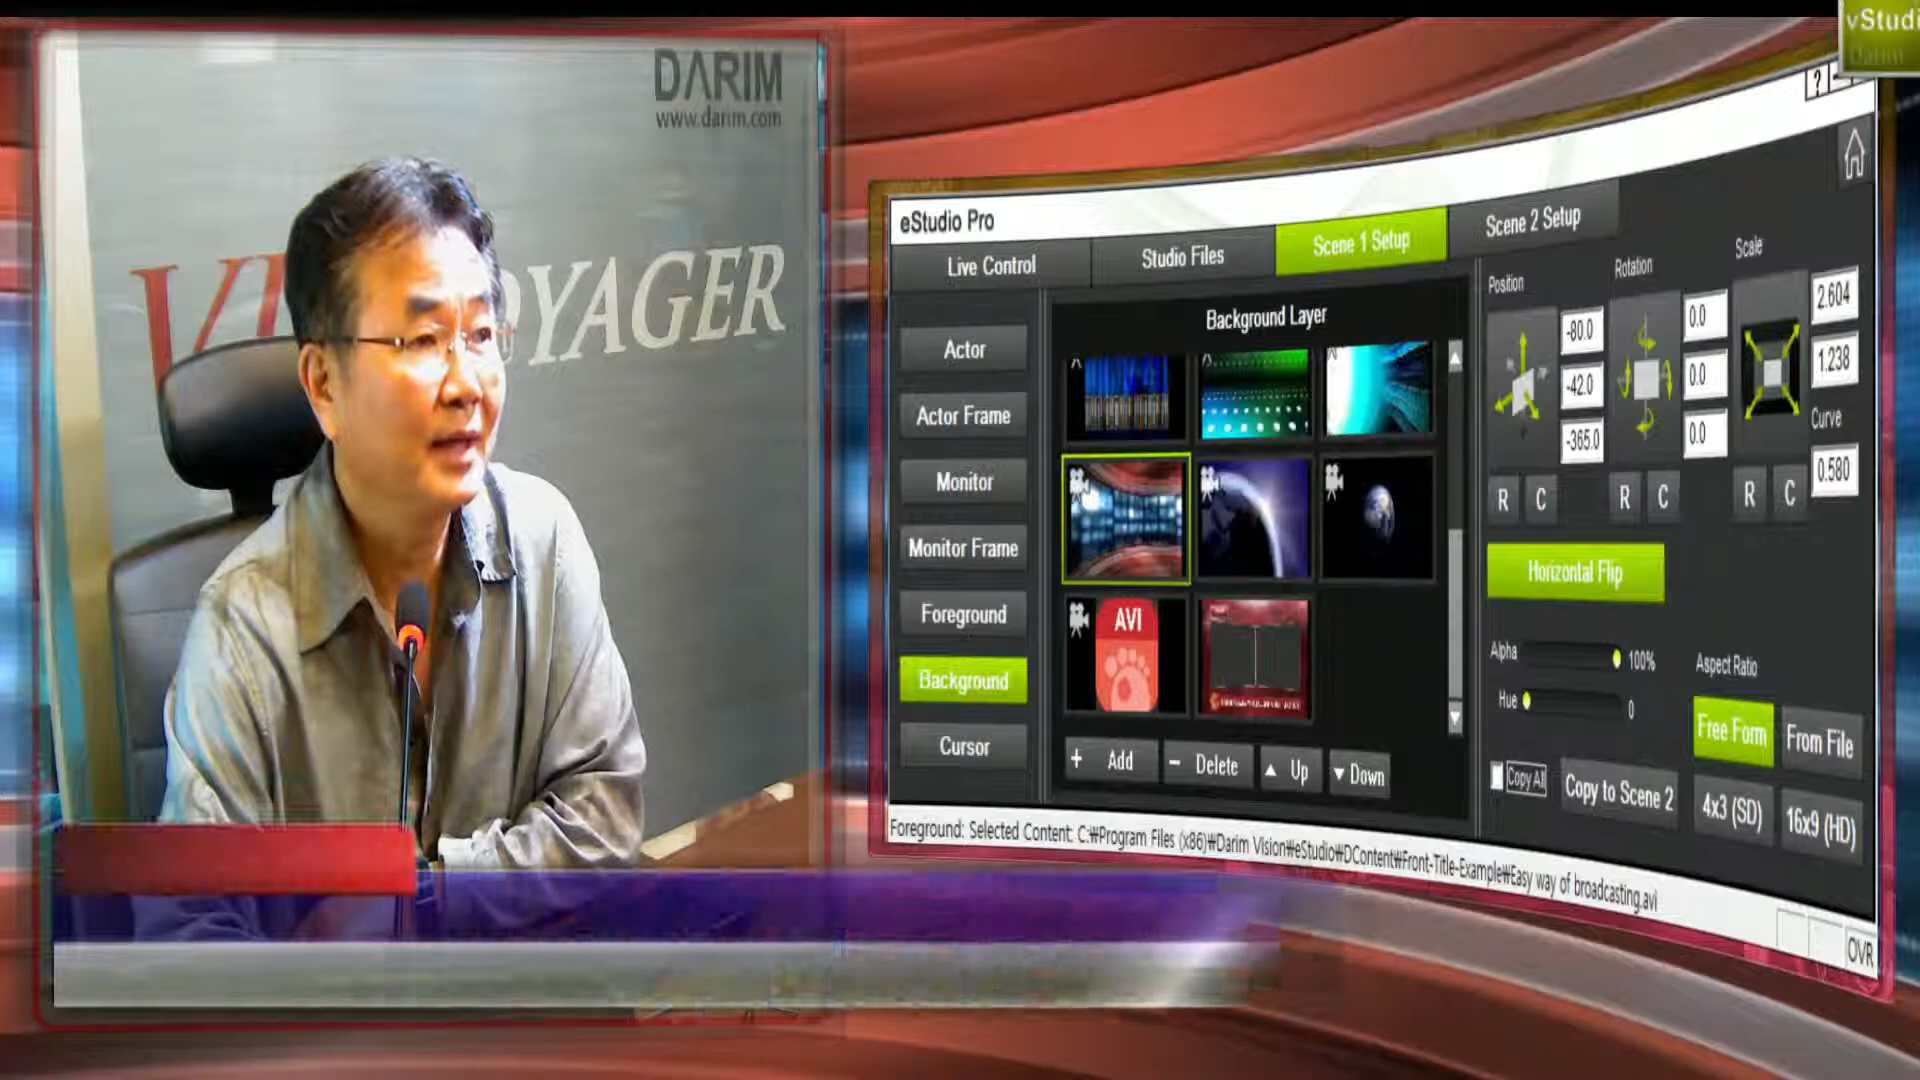 vStudi
Darim
DARIM
www.darim.com
OYAGER
?
eStudio Pro
Live Control
Studio Files
Scene 1 Setup
Scene 2 Setup
Actor
Actor Frame
Monitor
Monitor Frame
Foreground
Background
Cursor
Background Layer
AVI
+ Add
- Delete
▲ Up
▼ Down
Position
-80.0
-42.0
-365.0
R C
Rotation
0.0
0.0
0.0
R C
Scale
2.604
1.238
Curve
0.580
R C
Horizontal Flip
Alpha 100%
Hue 0
Aspect Ratio
Free Form
From File
4x3 (SD)
16x9 (HD)
Copy All
Copy to Scene 2
Foreground: Selected Content: C:₩Program Files (x86)₩Darim Vision₩eStudio₩DContent₩Front-Title-Example₩Easy way of broadcasting.avi
OVR